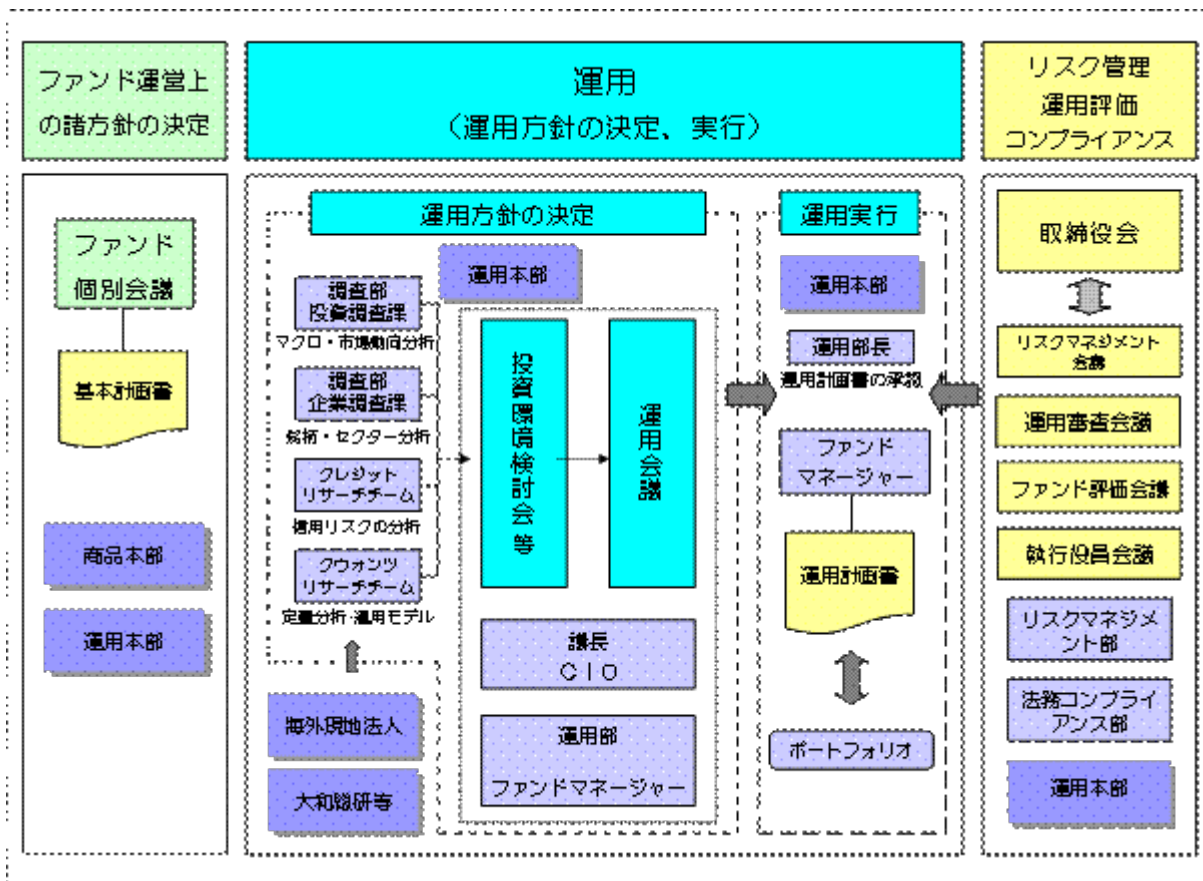 ファンド運営上
の諸方針の決定
運用
(運用方針の決定、実行)
リスク管理
運用評価
コンプライアンス
ファンド
個別会議
基本計画書
商品本部
運用本部
運用方針の決定
運用本部
調査部
投資調査課
マクロ・市場動向分析
調査部
企業調査課
銘柄・セクター分析
クレジット
リサーチチーム
信用リスクの分析
クウォンツ
リサーチチーム
定量分析・運用モデル
海外現地法人
大和総研等
投資環境検討会等
運用会議
議長
CIO
運用部
ファンドマネージャー
運用実行
運用本部
運用部長
運用計画書の承認
ファンド
マネージャー
運用計画書
ポートフォリオ
取締役会
リスクマネジメント
会議
運用審査会議
ファンド評価会議
執行役員会議
リスクマネジメ
ント部
法務コンプライ
アンス部
運用本部